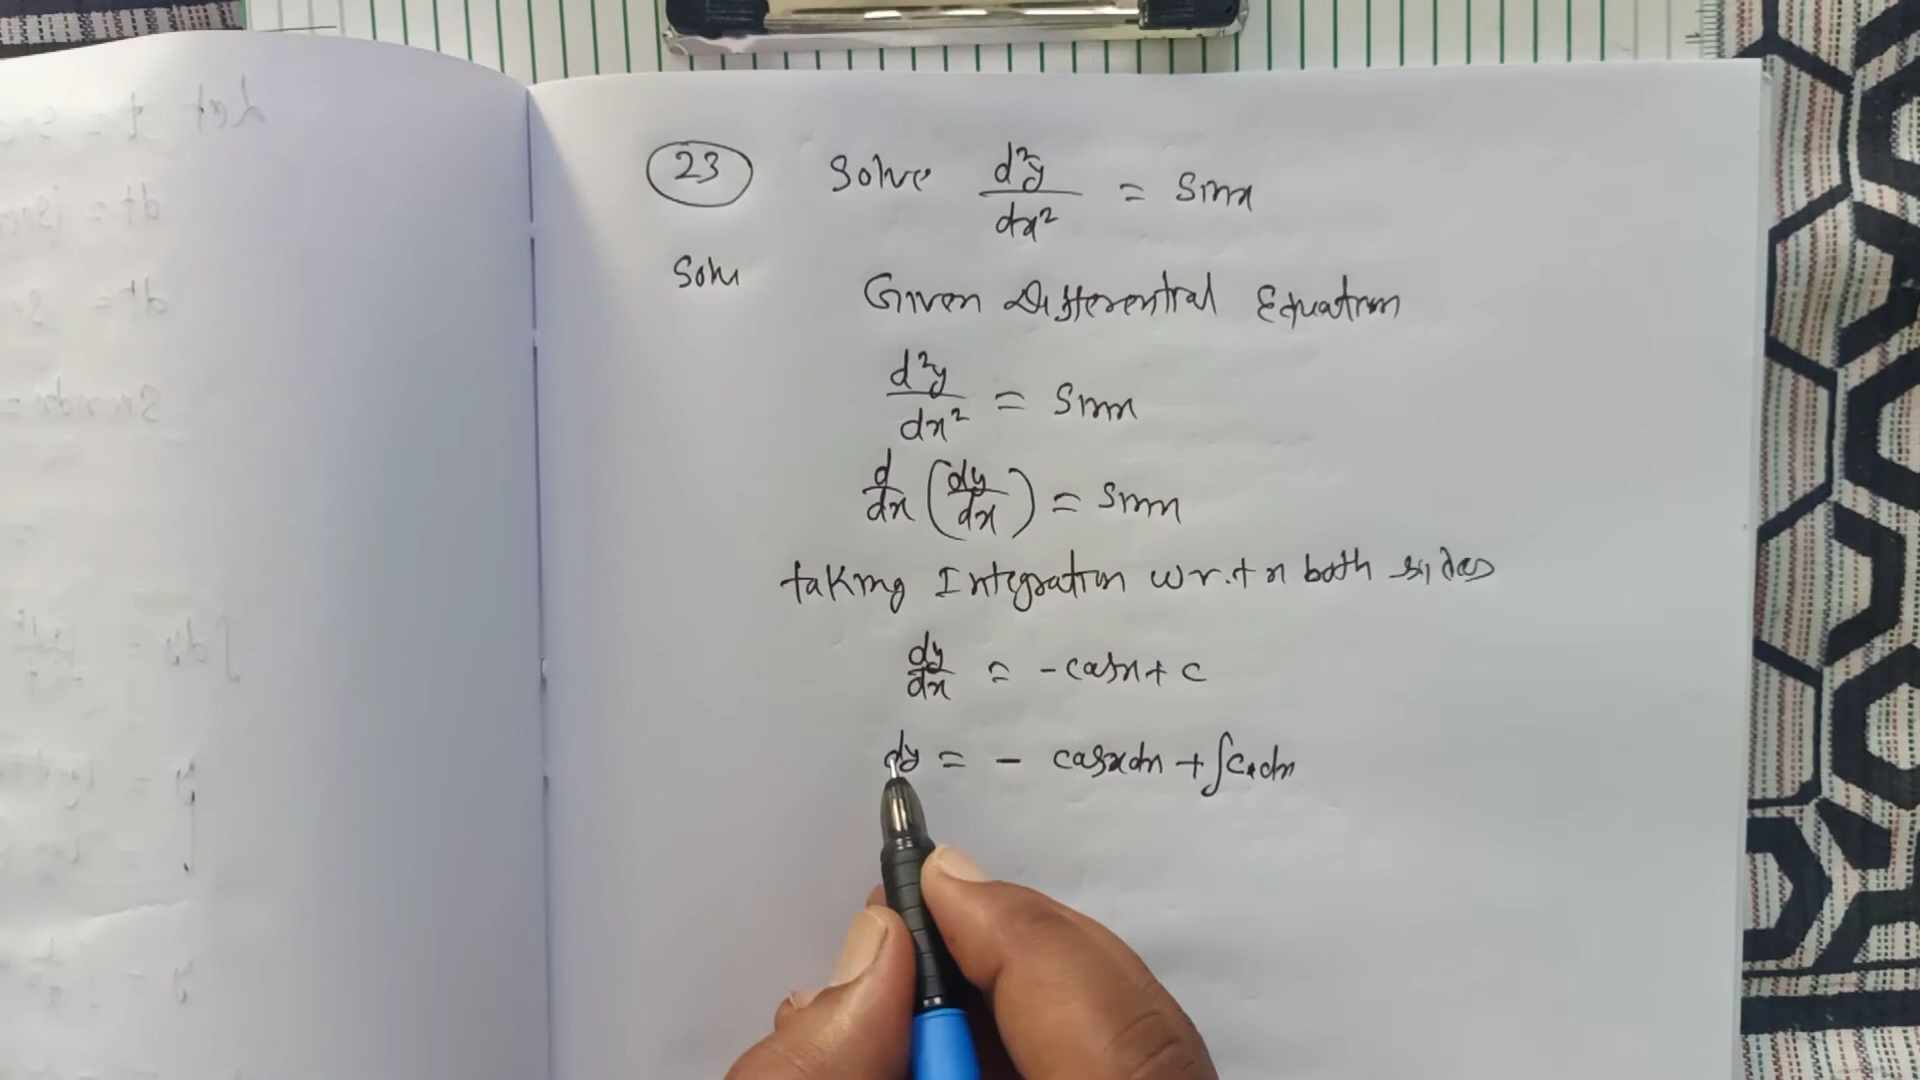 23 Solve d²y/dx² = Sinx
Soln Given Differential Equation
d²y/dx² = Sinx
d/dx (dy/dx) = Sinx
taking Integration w.r.t x both sides
dy/dx = -cosx + c
dy = - cosx dx + ∫c.dx